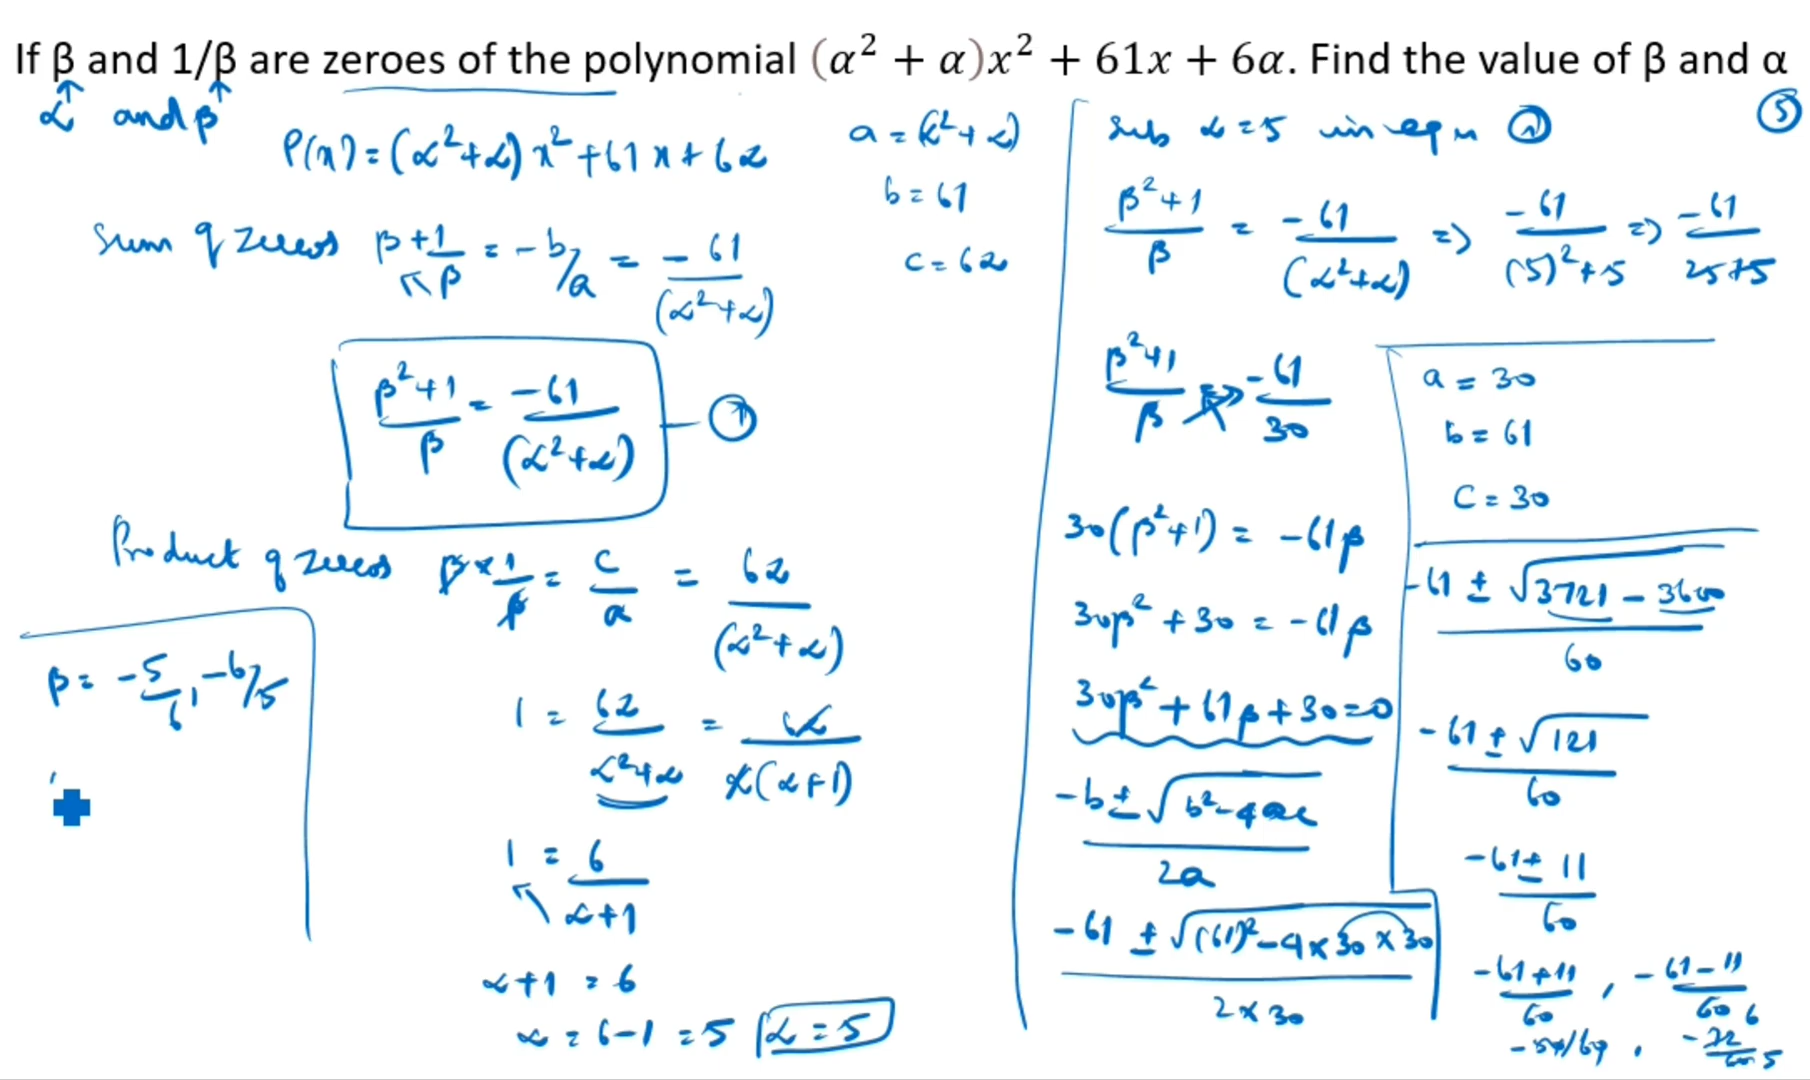 If β and 1/β are zeroes of the polynomial (α² + α)x² + 61x + 6α. Find the value of β and α
α and β
P(x) = (α²+α) x² + 61x + 6α
a = (α²+α)
b = 61
c = 6α
Sum of zeroes β + 1/β = -b/a = -61/(α²+α)
(β²+1)/β = -61/(α²+α) — ①
Product of zeroes β × 1/β = c/a = 6α/(α²+α)
1 = 6α/(α²+α) = 6α/α(α+1)
1 = 6/(α+1)
α+1 = 6
α = 6-1 = 5 α = 5
β = -5/6, -6/5
sub α = 5 in eqn
⑤
(β²+1)/β = -61/(α²+α) => -61/((5)²+5) => -61/(25+5)
(β²+1)/β -61/30
30(β²+1) = -61β
30β² + 30 = -61β
30β² + 61β + 30 = 0
(-b ± √(b²-4ac))/2a
(-61 ± √((61)²-4×30×30))/(2×30)
a = 30
b = 61
c = 30
(-61 ± √(3721 - 3600))/60
(-61 ± √121)/60
(-61 ± 11)/60
(-61+11)/60 , (-61-11)/60
-50/60 , -72/60